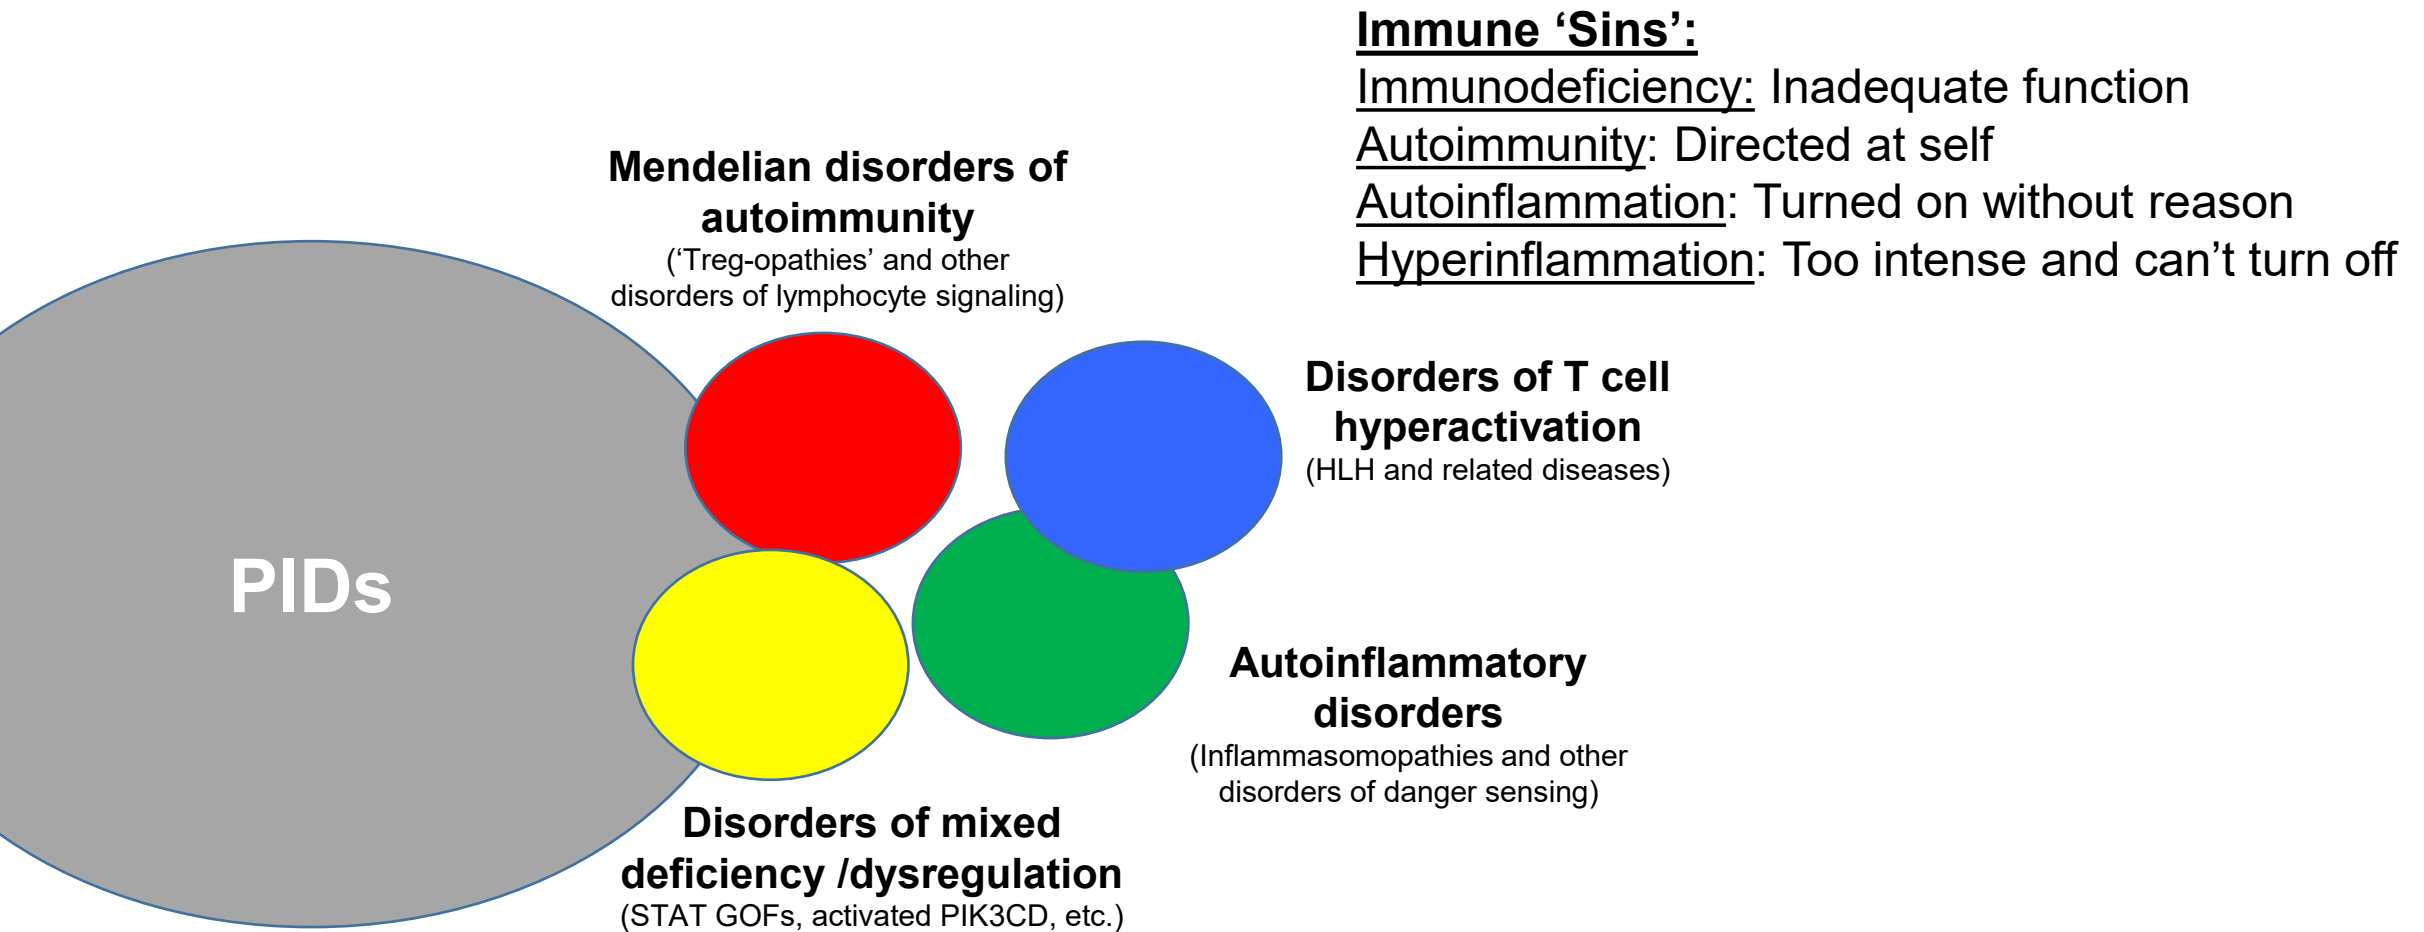 Immune ‘Sins’:
Immunodeficiency: Inadequate function
Autoimmunity: Directed at self
Autoinflammation: Turned on without reason
Hyperinflammation: Too intense and can’t turn off
Mendelian disorders of
autoimmunity
(‘Treg-opathies’ and other
disorders of lymphocyte signaling)
Disorders of T cell
hyperactivation
(HLH and related diseases)
PIDs
Autoinflammatory
disorders
(Inflammasomopathies and other
disorders of danger sensing)
Disorders of mixed
deficiency /dysregulation
(STAT GOFs, activated PIK3CD, etc.)